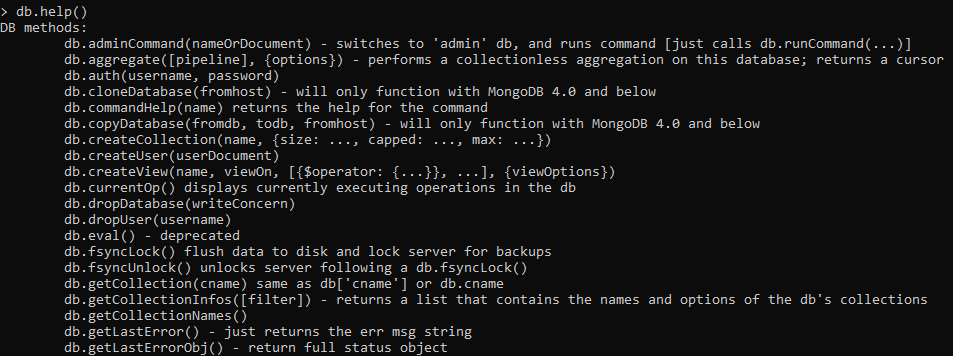 > db.help()
DB methods:
db.adminCommand(nameOrDocument) - switches to 'admin' db, and runs command [just calls db.runCommand(...)]
db.aggregate([pipeline], {options}) - performs a collectionless aggregation on this database; returns a cursor
db.auth(username, password)
db.cloneDatabase(fromhost) - will only function with MongoDB 4.0 and below
db.commandHelp(name) returns the help for the command
db.copyDatabase(fromdb, todb, fromhost) - will only function with MongoDB 4.0 and below
db.createCollection(name, {size: ..., capped: ..., max: ...})
db.createUser(userDocument)
db.createView(name, viewOn, [{$operator: {...}}, ...], {viewOptions})
db.currentOp() displays currently executing operations in the db
db.dropDatabase(writeConcern)
db.dropUser(username)
db.eval() - deprecated
db.fsyncLock() flush data to disk and lock server for backups
db.fsyncUnlock() unlocks server following a db.fsyncLock()
db.getCollection(cname) same as db['cname'] or db.cname
db.getCollectionInfos([filter]) - returns a list that contains the names and options of the db's collections
db.getCollectionNames()
db.getLastError() - just returns the err msg string
db.getLastErrorObj() - return full status object